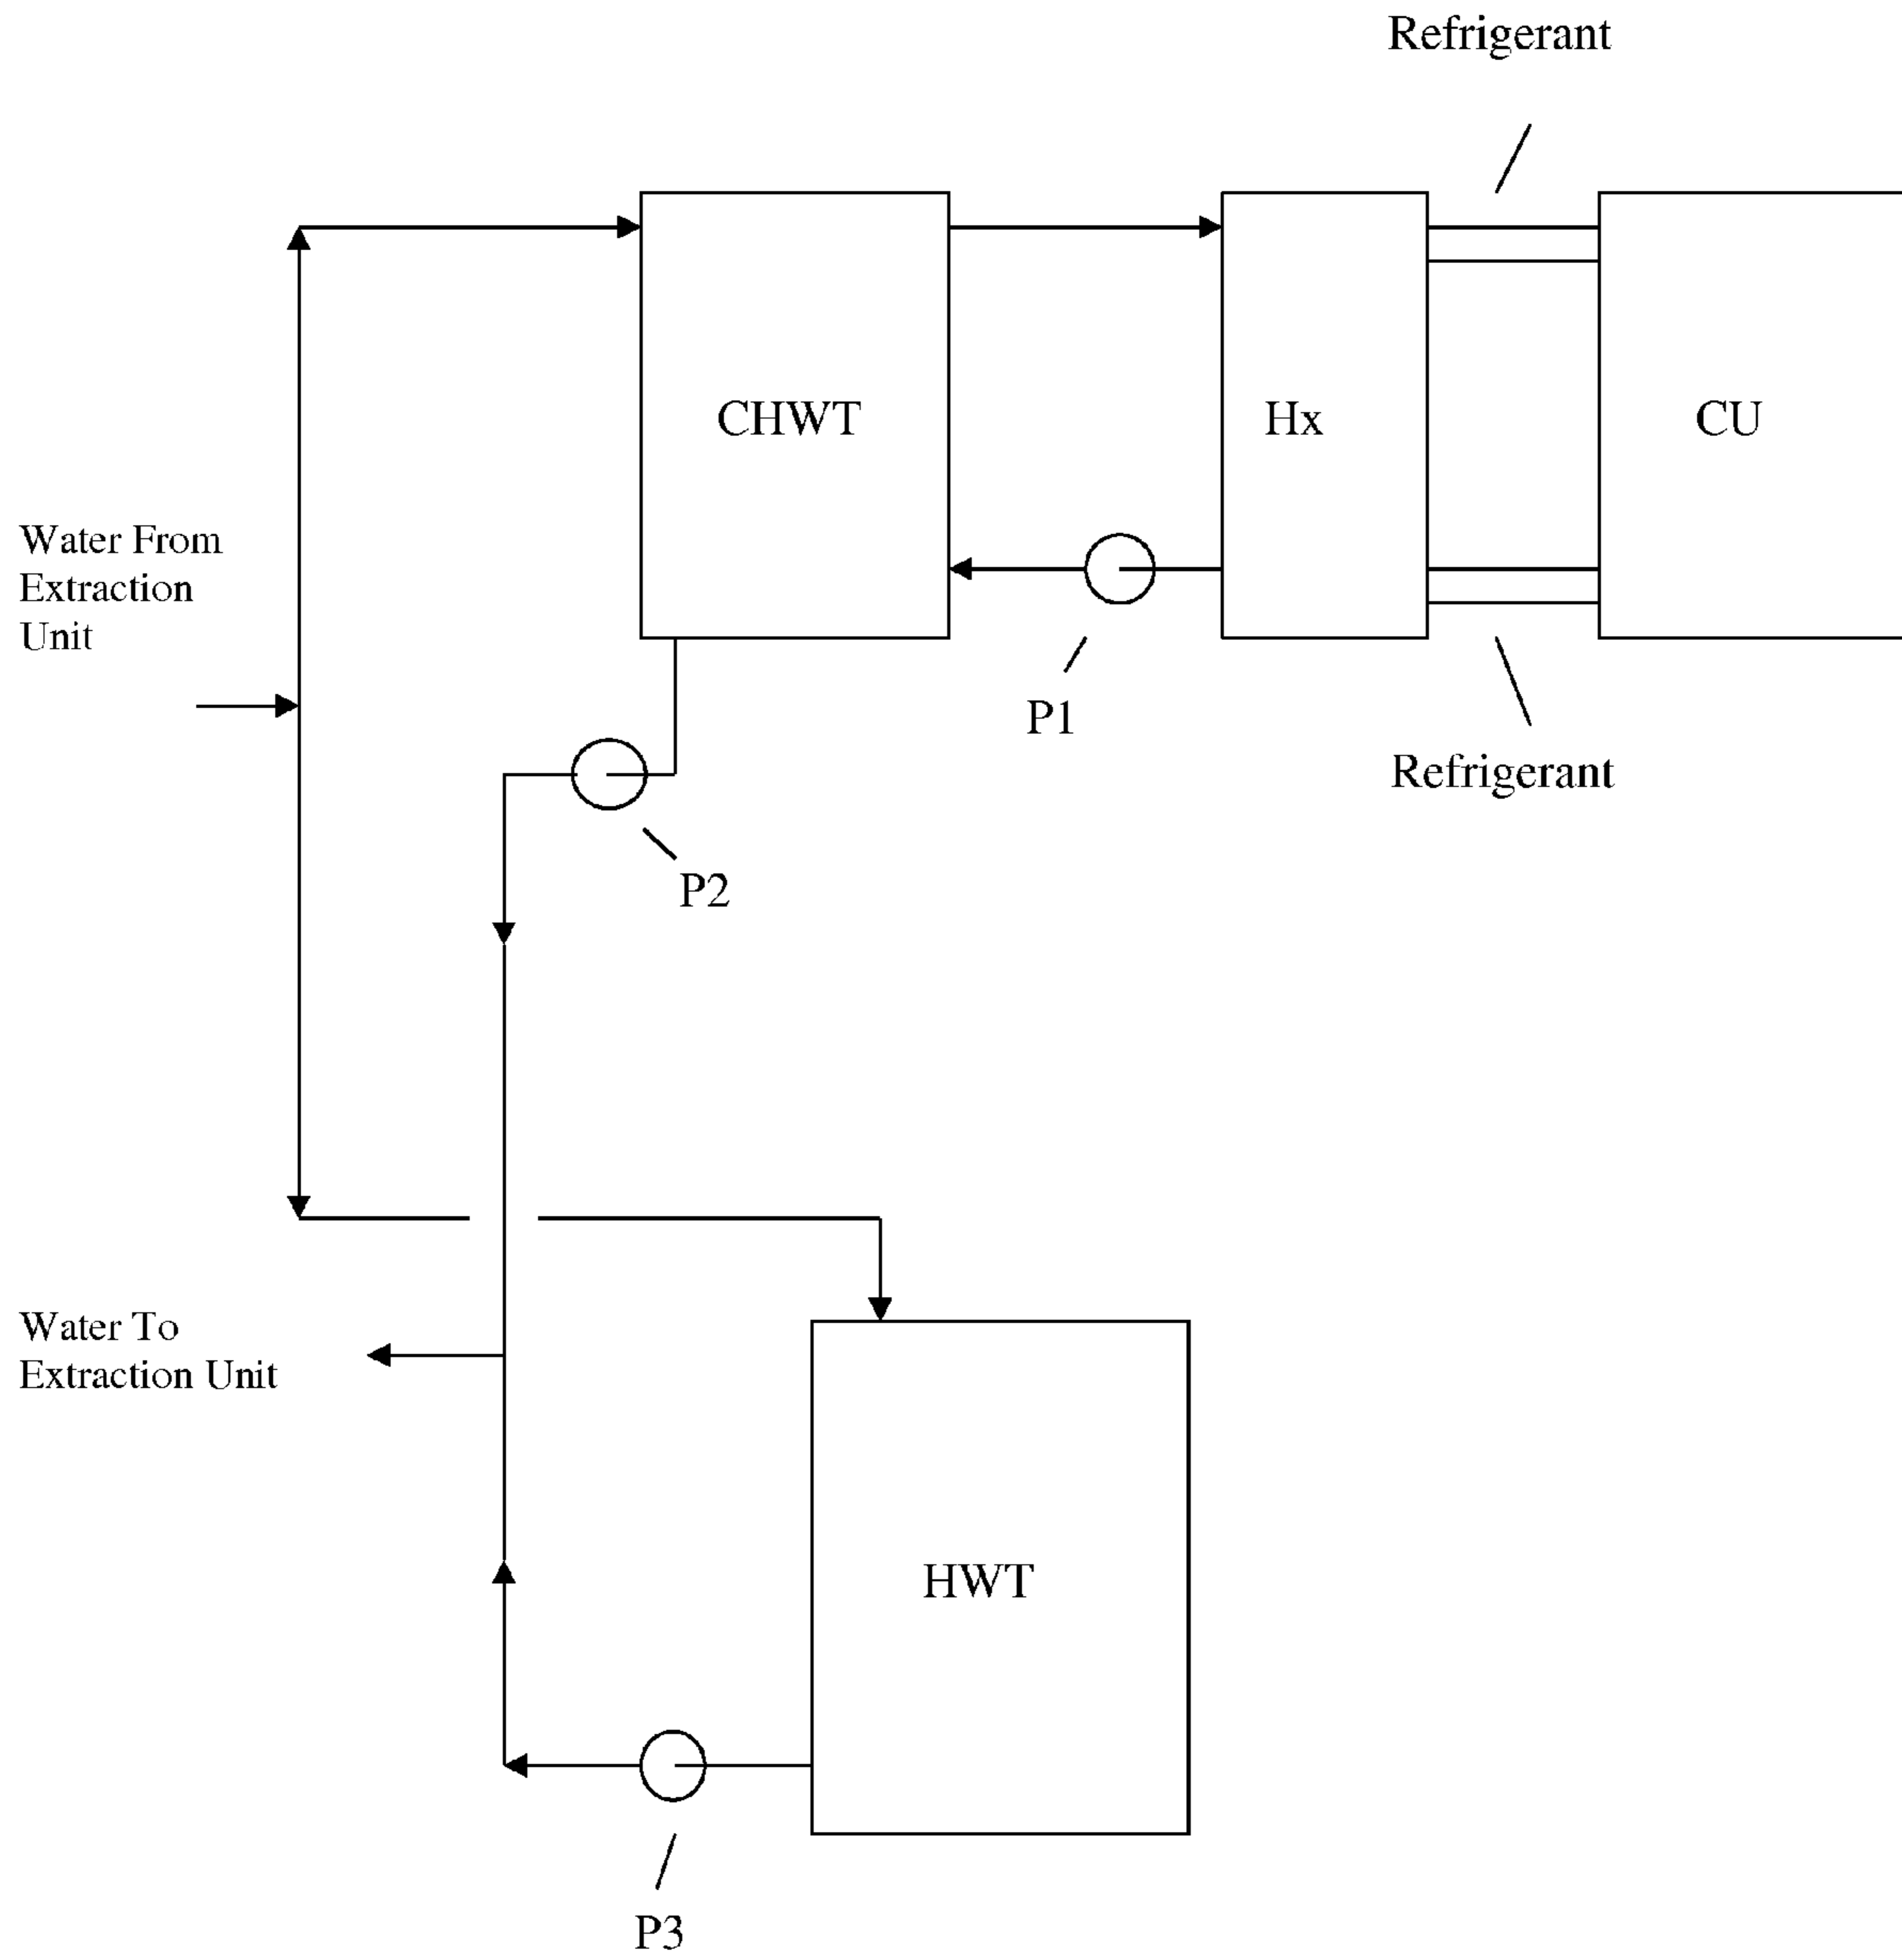 Refrigerant
CHWT
Hx
CU
Water From
Extraction
Unit
P1
Refrigerant
P2
Water To
Extraction Unit
HWT
P3